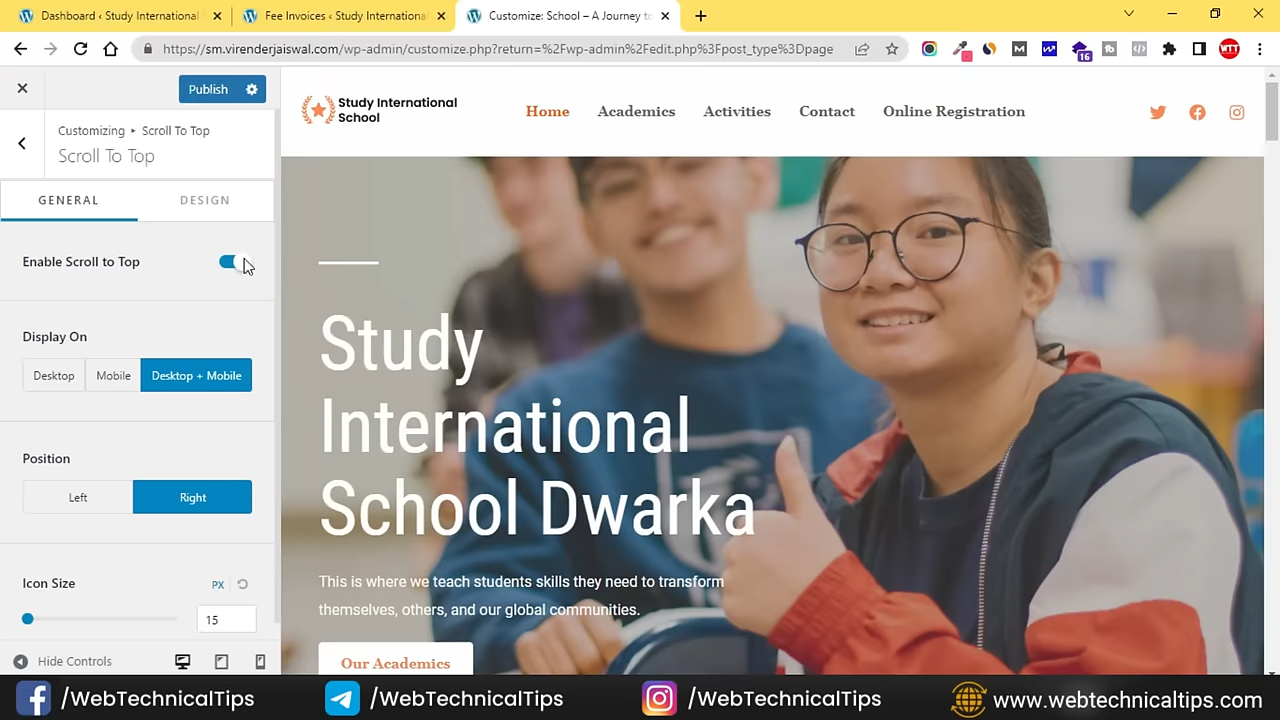 Dashboard ‹ Study International
Fee Invoices ‹ Study International
Customize: School – A Journey to
https://sm.virenderjaiswal.com/wp-admin/customize.php?return=%2Fwp-admin%2Fedit.php%3Fpost_type%3Dpage
16
WTT
Publish
Customizing ▸ Scroll To Top
Scroll To Top
GENERAL
DESIGN
Enable Scroll to Top
Display On
Desktop
Mobile
Desktop + Mobile
Position
Left
Right
Icon Size
PX
15
Hide Controls
Study International
School
Home
Academics
Activities
Contact
Online Registration
Study
International
School Dwarka
This is where we teach students skills they need to transform
themselves, others, and our global communities.
Our Academics
/WebTechnicalTips
/WebTechnicalTips
/WebTechnicalTips
www.webtechnicaltips.com